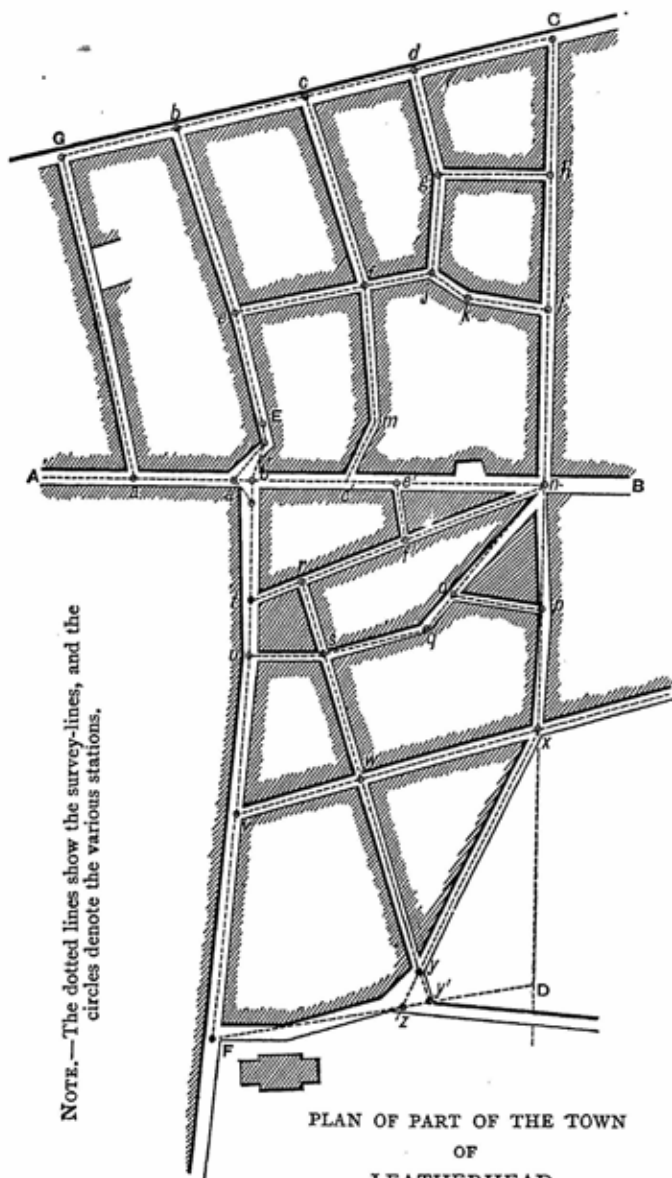 C
d
c
b
G
g
h
f
j
k
e
E
m
A
a
n
B
r
q
p
s
w
x
y
y'
D
z
F
NOTE.—The dotted lines show the survey-lines, and the
circles denote the various stations.
PLAN OF PART OF THE TOWN
OF
LEATHERHEAD